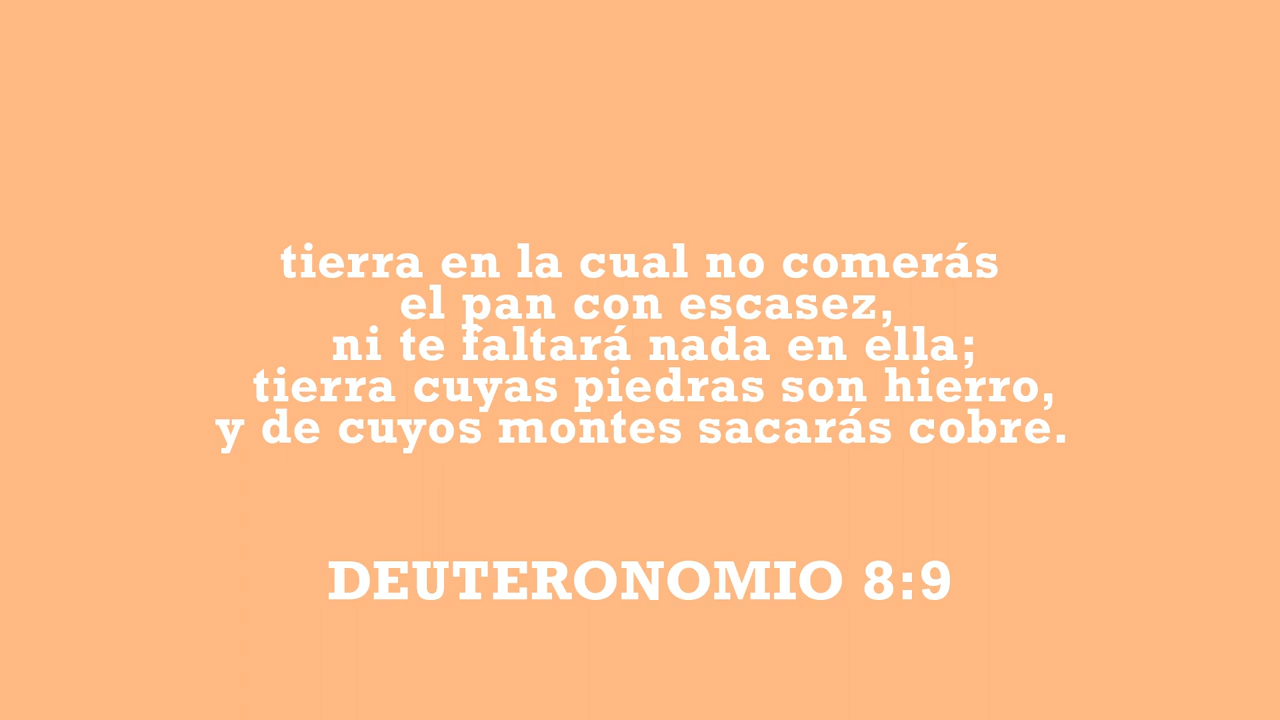 tierra en la cual no comerás
el pan con escasez,
ni te faltará nada en ella;
tierra cuyas piedras son hierro,
y de cuyos montes sacarás cobre.
DEUTERONOMIO 8:9